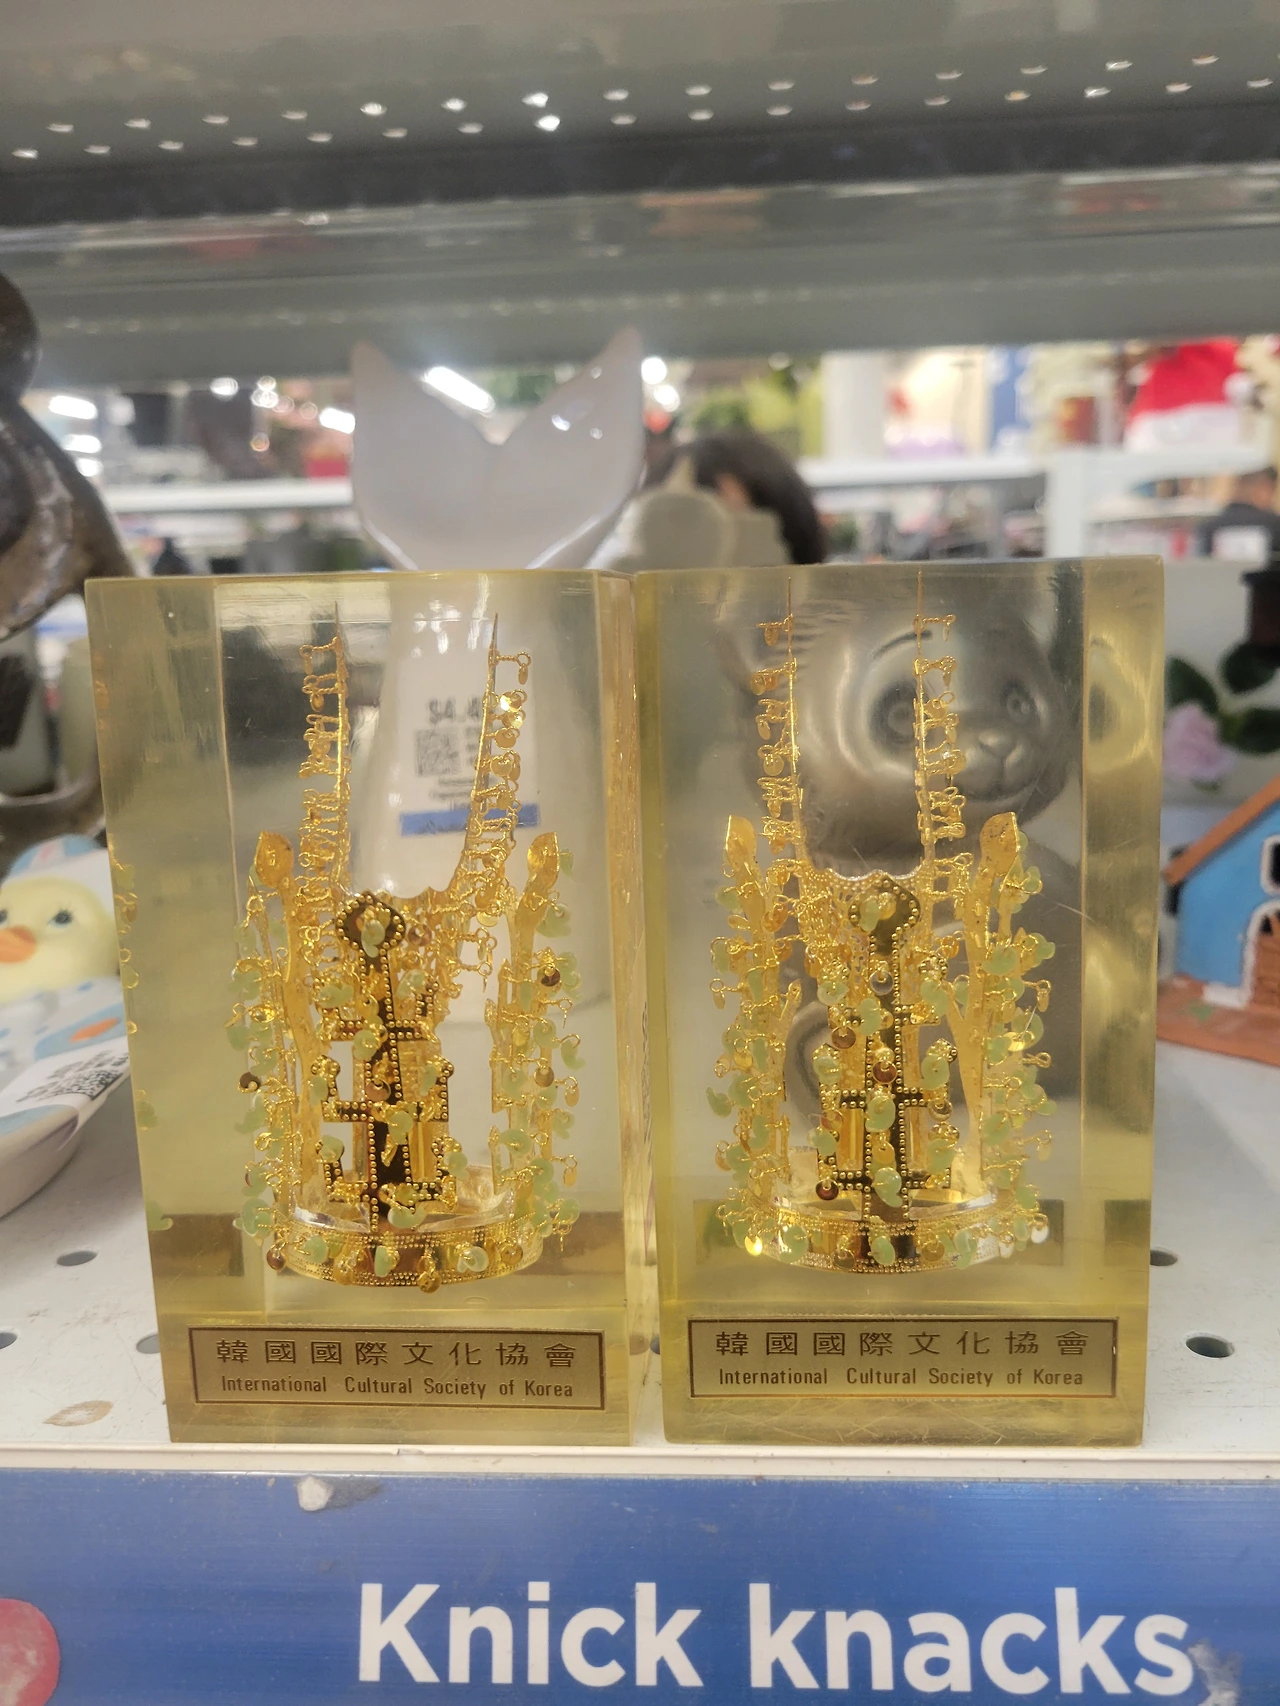 韓國國際文化協會
International Cultural Society of Korea
韓國國際文化協會
International Cultural Society of Korea
Knick knacks